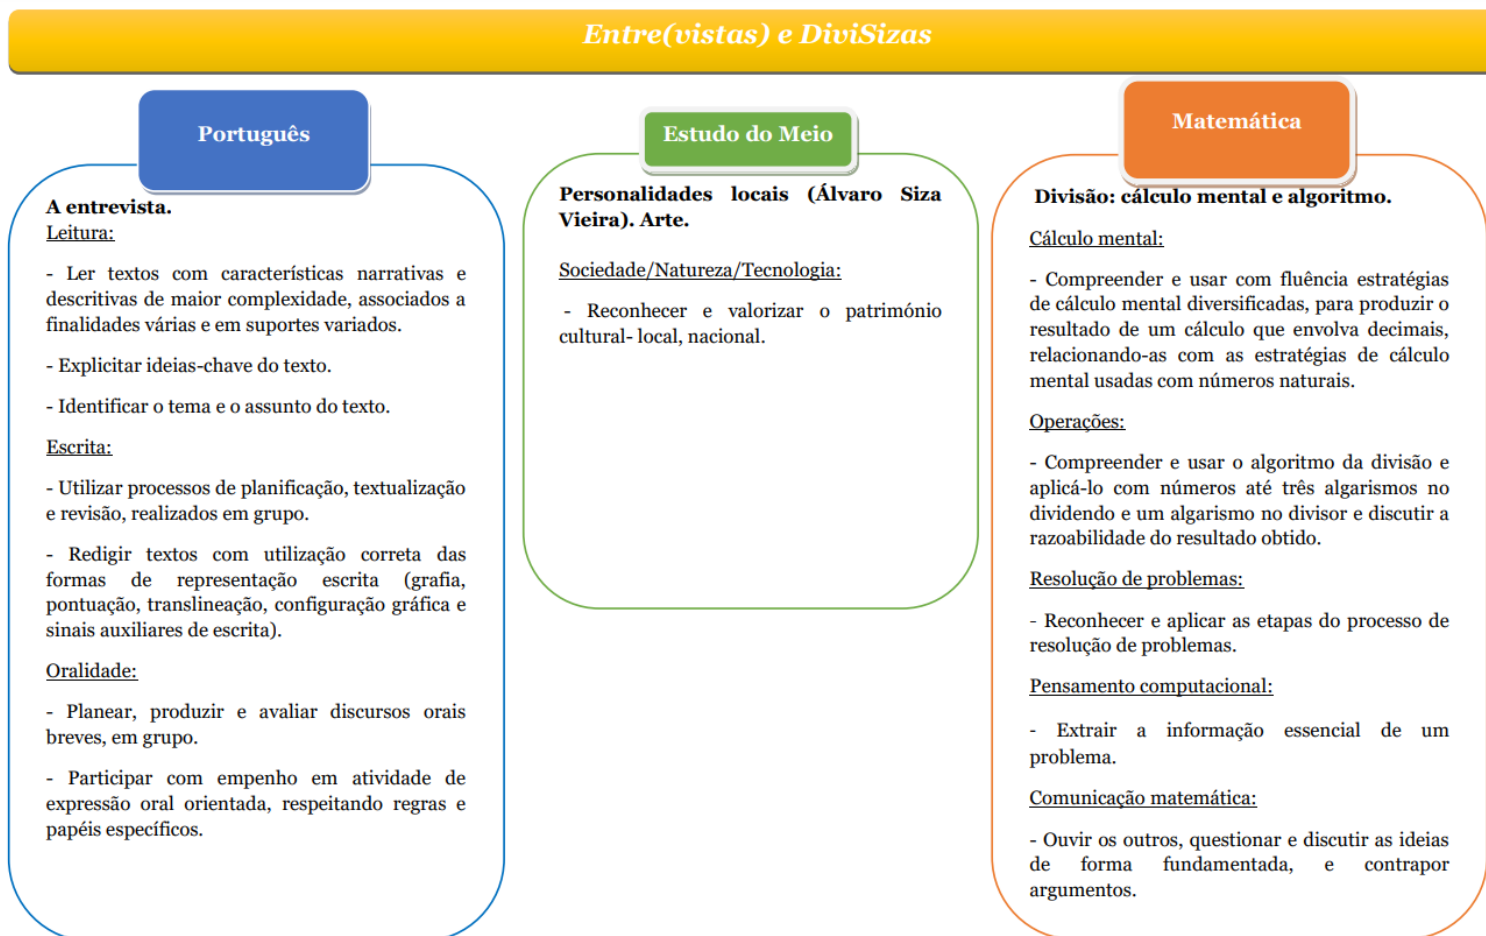 Entre(vistas) e DiviSizas
Português
A entrevista.
Leitura:
- Ler textos com características narrativas e
descritivas de maior complexidade, associados a
finalidades várias e em suportes variados.
- Explicitar ideias-chave do texto.
- Identificar o tema e o assunto do texto.
Escrita:
- Utilizar processos de planificação, textualização
e revisão, realizados em grupo.
- Redigir textos com utilização correta das
formas de representação escrita (grafia,
pontuação, translineação, configuração gráfica e
sinais auxiliares de escrita).
Oralidade:
- Planear, produzir e avaliar discursos orais
breves, em grupo.
- Participar com empenho em atividade de
expressão oral orientada, respeitando regras e
papéis específicos.
Estudo do Meio
Personalidades locais (Álvaro Siza
Vieira). Arte.
Sociedade/Natureza/Tecnologia:
- Reconhecer e valorizar o património
cultural- local, nacional.
Matemática
Divisão: cálculo mental e algoritmo.
Cálculo mental:
- Compreender e usar com fluência estratégias
de cálculo mental diversificadas, para produzir o
resultado de um cálculo que envolva decimais,
relacionando-as com as estratégias de cálculo
mental usadas com números naturais.
Operações:
- Compreender e usar o algoritmo da divisão e
aplicá-lo com números até três algarismos no
dividendo e um algarismo no divisor e discutir a
razoabilidade do resultado obtido.
Resolução de problemas:
- Reconhecer e aplicar as etapas do processo de
resolução de problemas.
Pensamento computacional:
- Extrair a informação essencial de um
problema.
Comunicação matemática:
- Ouvir os outros, questionar e discutir as ideias
de forma fundamentada, e contrapor
argumentos.